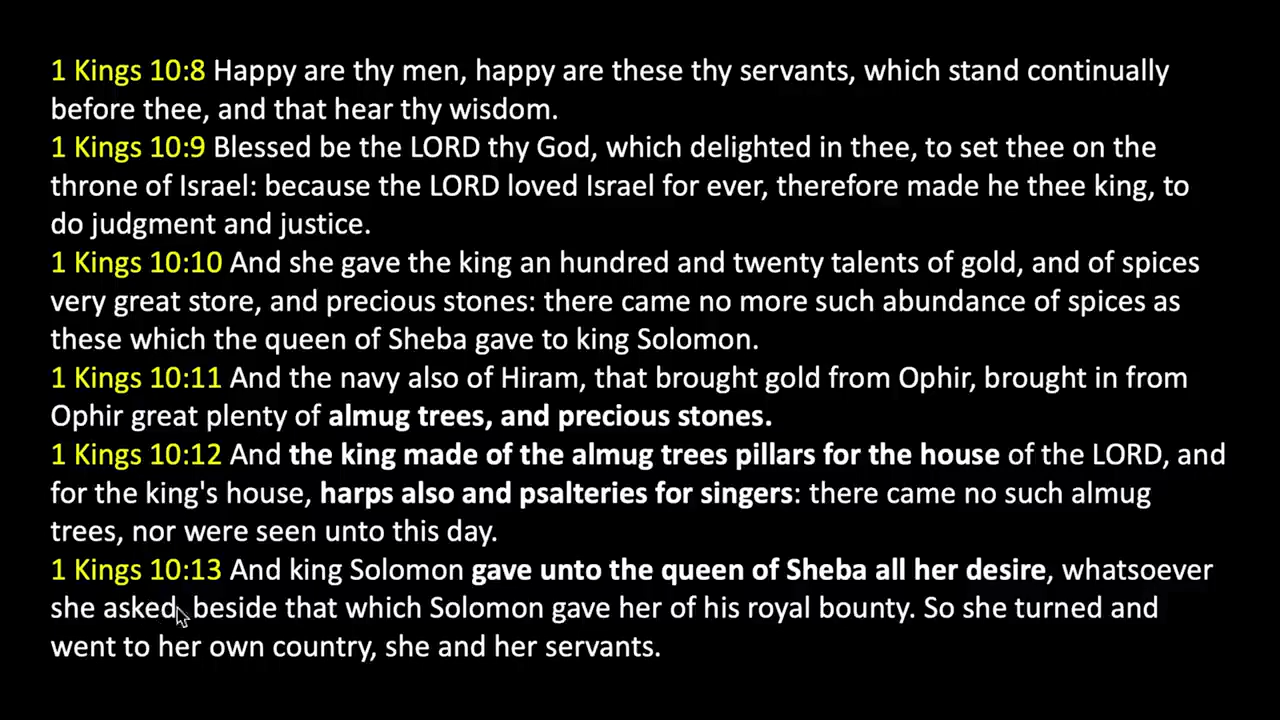 1 Kings 10:8 Happy are thy men, happy are these thy servants, which stand continually
before thee, and that hear thy wisdom.
1 Kings 10:9 Blessed be the LORD thy God, which delighted in thee, to set thee on the
throne of Israel: because the LORD loved Israel for ever, therefore made he thee king, to
do judgment and justice.
1 Kings 10:10 And she gave the king an hundred and twenty talents of gold, and of spices
very great store, and precious stones: there came no more such abundance of spices as
these which the queen of Sheba gave to king Solomon.
1 Kings 10:11 And the navy also of Hiram, that brought gold from Ophir, brought in from
Ophir great plenty of almug trees, and precious stones.
1 Kings 10:12 And the king made of the almug trees pillars for the house of the LORD, and
for the king's house, harps also and psalteries for singers: there came no such almug
trees, nor were seen unto this day.
1 Kings 10:13 And king Solomon gave unto the queen of Sheba all her desire, whatsoever
she asked, beside that which Solomon gave her of his royal bounty. So she turned and
went to her own country, she and her servants.